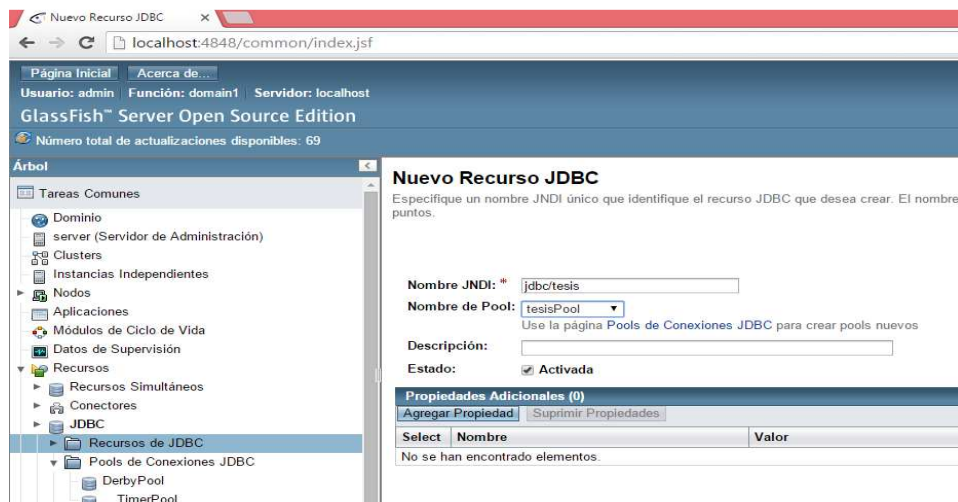 Nuevo Recurso JDBC
localhost:4848/common/index.jsf
Página Inicial Acerca de...
Usuario: admin Función: domain1 Servidor: localhost
GlassFish™ Server Open Source Edition
Número total de actualizaciones disponibles: 69
Árbol
Tareas Comunes
Dominio
server (Servidor de Administración)
Clusters
Instancias Independientes
Nodos
Aplicaciones
Módulos de Ciclo de Vida
Datos de Supervisión
Recursos
Recursos Simultáneos
Conectores
JDBC
Recursos de JDBC
Pools de Conexiones JDBC
DerbyPool
TimerPool
Nuevo Recurso JDBC
Especifique un nombre JNDI único que identifique el recurso JDBC que desea crear. El nombre
puntos.
Nombre JNDI: * jdbc/tesis
Nombre de Pool: tesisPool
Use la página Pools de Conexiones JDBC para crear pools nuevos
Descripción:
Estado: Activada
Propiedades Adicionales (0)
Agregar Propiedad Suprimir Propiedades
Select Nombre Valor
No se han encontrado elementos.